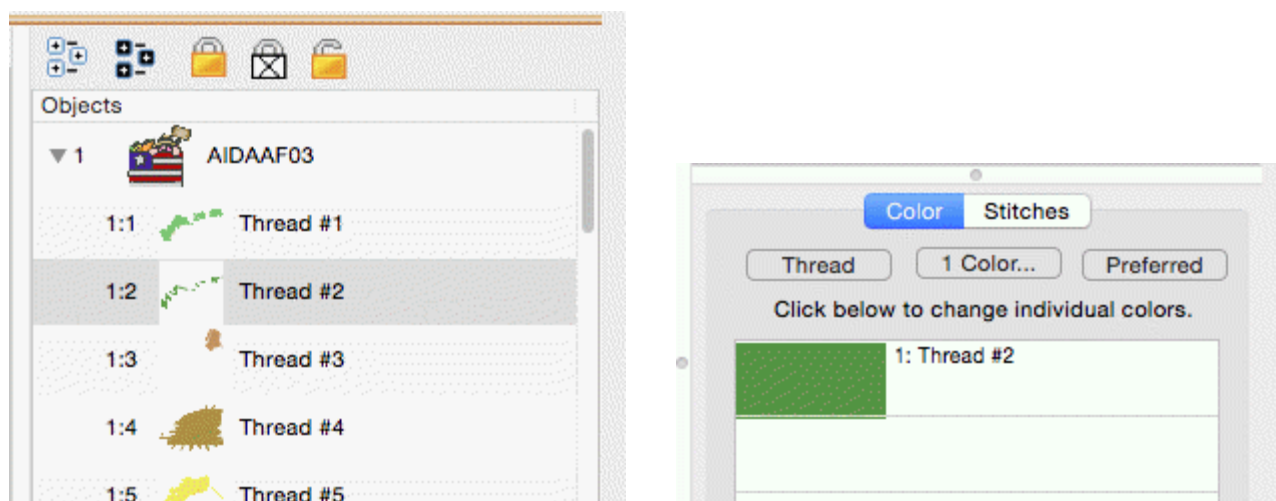 Objects
1 AIDAAF03
1:1 Thread #1
1:2 Thread #2
1:3 Thread #3
1:4 Thread #4
1:5 Thread #5
Color Stitches
Thread 1 Color... Preferred
Click below to change individual colors.
1: Thread #2